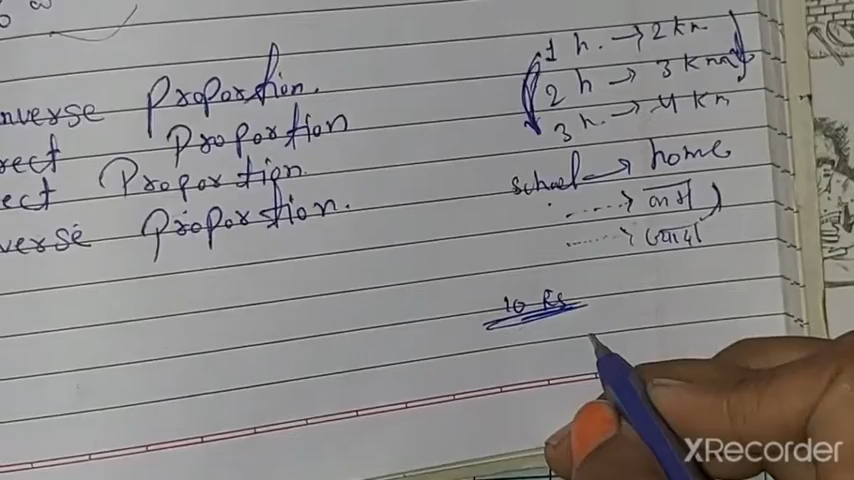 nverse Proportion.
rect Proportion
ect Proportion.
verse Proportion.
1 h. → 2 km
2 h → 3 km
3 h. → 4 km
school → home
10 Rs
XRecorder